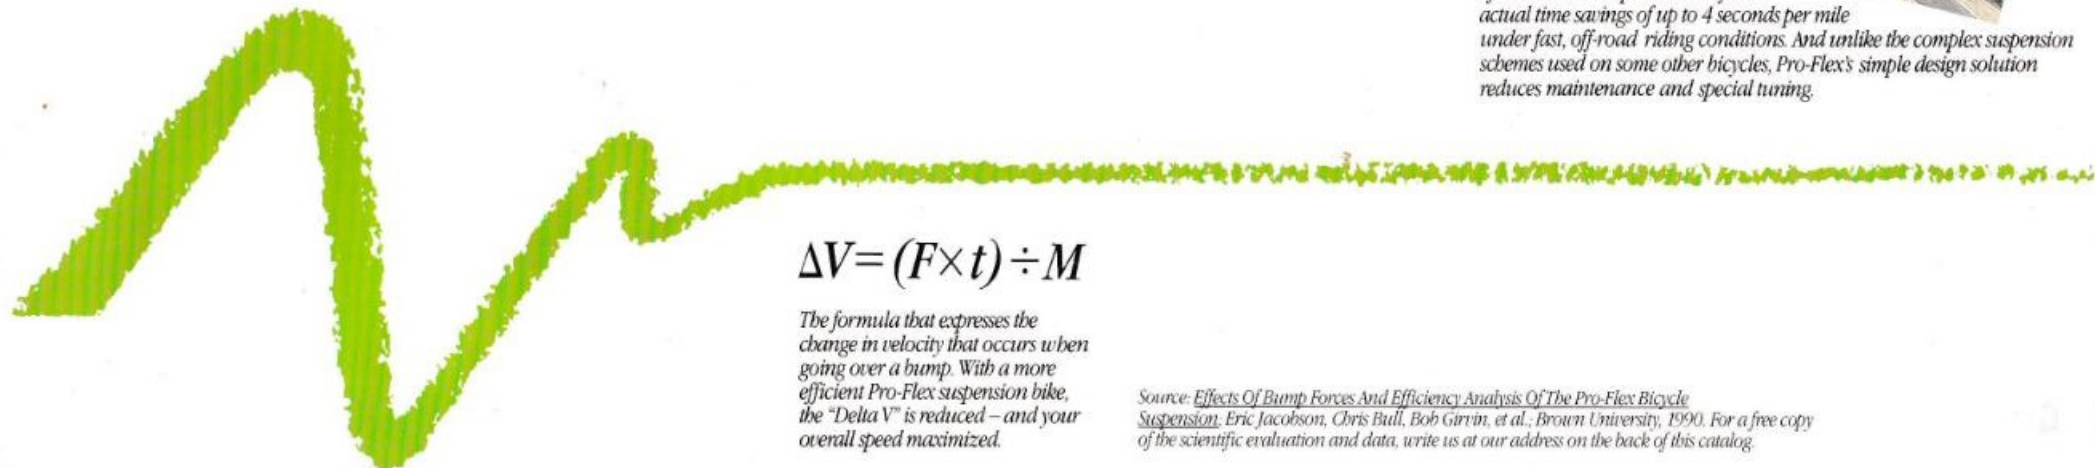 actual time savings of up to 4 seconds per mile
under fast, off-road riding conditions. And unlike the complex suspension
schemes used on some other bicycles, Pro-Flex's simple design solution
reduces maintenance and special tuning.
ΔV=(F×t)÷M
The formula that expresses the
change in velocity that occurs when
going over a bump. With a more
efficient Pro-Flex suspension bike,
the "Delta V" is reduced – and your
overall speed maximized.
Source: Effects Of Bump Forces And Efficiency Analysis Of The Pro-Flex Bicycle
Suspension: Eric Jacobson, Chris Bull, Bob Girvin, et al.; Brown University, 1990. For a free copy
of the scientific evaluation and data, write us at our address on the back of this catalog.